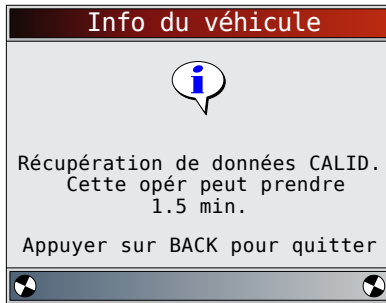 Info du véhicule
Récupération de données CALID.
Cette opér peut prendre
1.5 min.
Appuyer sur BACK pour quitter